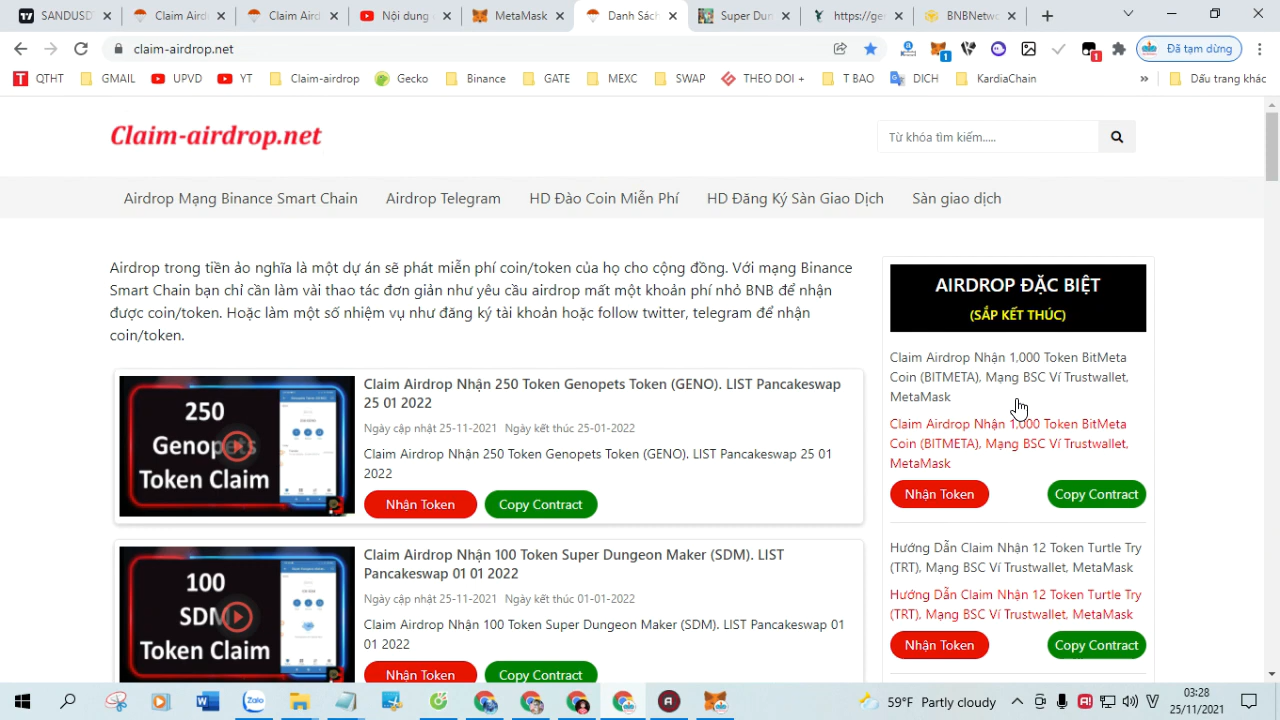 SANDUSD
Claim Aird
Claim Aird
Nội dung
MetaMask
Danh Sách
Super Dun
https://ge
BNBNetwo
claim-airdrop.net
Đã tạm dừng
QTHT
GMAIL
UPVD
YT
Claim-airdrop
Gecko
Binance
GATE
MEXC
SWAP
THEO DOI +
T BAO
DICH
KardiaChain
Dấu trang khác
Claim-airdrop.net
Từ khóa tìm kiếm.....
Airdrop Mạng Binance Smart Chain
Airdrop Telegram
HD Đào Coin Miễn Phí
HD Đăng Ký Sàn Giao Dịch
Sàn giao dịch
Airdrop trong tiền ảo nghĩa là một dự án sẽ phát miễn phí coin/token của họ cho cộng đồng. Với mạng Binance
Smart Chain bạn chỉ cần làm vài thao tác đơn giản như yêu cầu airdrop mất một khoản phí nhỏ BNB để nhận
được coin/token. Hoặc làm một số nhiệm vụ như đăng ký tài khoản hoặc follow twitter, telegram để nhận
coin/token.
250
Genopets
Token Claim
Claim Airdrop Nhận 250 Token Genopets Token (GENO). LIST Pancakeswap
25 01 2022
Ngày cập nhật 25-11-2021 Ngày kết thúc 25-01-2022
Claim Airdrop Nhận 250 Token Genopets Token (GENO). LIST Pancakeswap 25 01
2022
Nhận Token
Copy Contract
100
SDM
Token Claim
Claim Airdrop Nhận 100 Token Super Dungeon Maker (SDM). LIST
Pancakeswap 01 01 2022
Ngày cập nhật 25-11-2021 Ngày kết thúc 01-01-2022
Claim Airdrop Nhận 100 Token Super Dungeon Maker (SDM). LIST Pancakeswap 01
01 2022
Nhận Token
Copy Contract
AIRDROP ĐẶC BIỆT
(SẮP KẾT THÚC)
Claim Airdrop Nhận 1,000 Token BitMeta
Coin (BITMETA), Mạng BSC Ví Trustwallet,
MetaMask
Claim Airdrop Nhận 1,000 Token BitMeta
Coin (BITMETA), Mạng BSC Ví Trustwallet,
MetaMask
Nhận Token
Copy Contract
Hướng Dẫn Claim Nhận 12 Token Turtle Try
(TRT), Mạng BSC Ví Trustwallet, MetaMask
Hướng Dẫn Claim Nhận 12 Token Turtle Try
(TRT), Mạng BSC Ví Trustwallet, MetaMask
Nhận Token
Copy Contract
Zalo
59°F Partly cloudy
03:28
25/11/2021